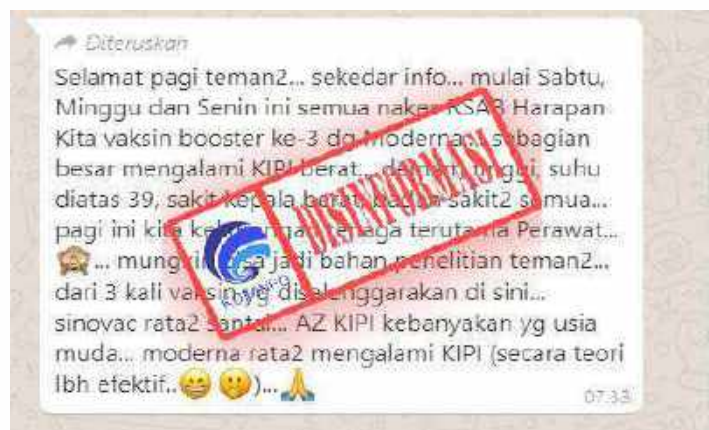 Diteruskan
Selamat pagi teman2... sekedar info... mulai Sabtu,
Minggu dan Senin ini semua nakes RSAB Harapan
Kita vaksin booster ke-3 dg Moderna... sebagian
besar mengalami KIPI berat... demam tinggi, suhu
diatas 39, sakit kepala berat, badan sakit2 semua...
pagi ini kita kekurangan tenaga terutama Perawat...
🙈... mungkin bisa jadi bahan penelitian teman2...
dari 3 kali vaksin yg diselenggarakan di sini...
sinovac rata2 santai... AZ KIPI kebanyakan yg usia
muda... moderna rata2 mengalami KIPI (secara teori
lbh efektif..😁🤫)...🙏
07.33
DISINFORMASI
KOMINFO